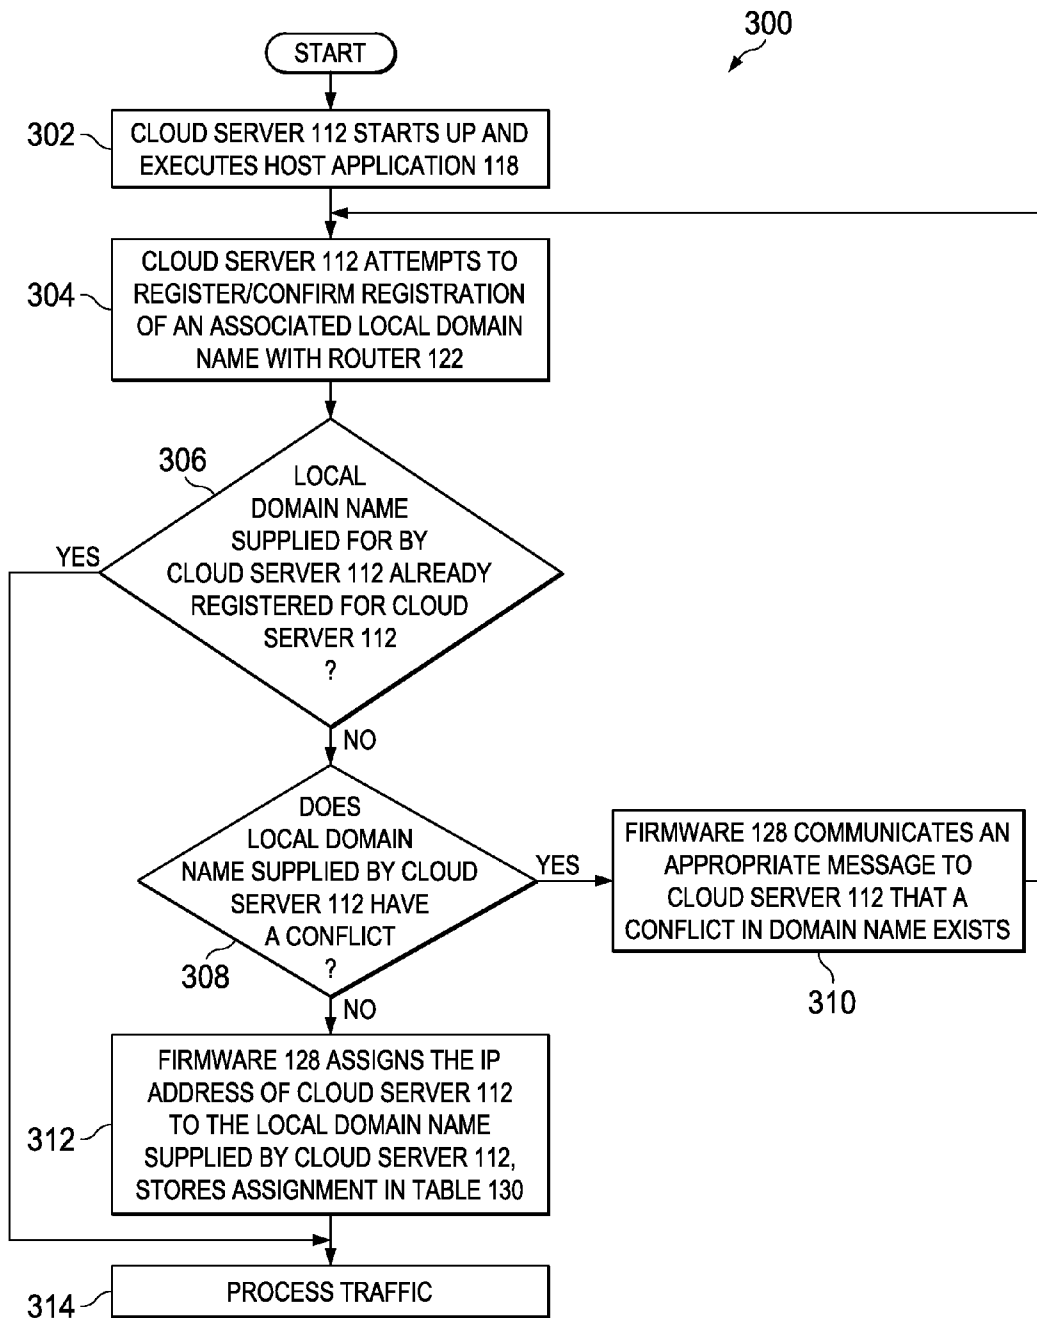 300
START
302
CLOUD SERVER 112 STARTS UP AND
EXECUTES HOST APPLICATION 118
304
CLOUD SERVER 112 ATTEMPTS TO
REGISTER/CONFIRM REGISTRATION
OF AN ASSOCIATED LOCAL DOMAIN
NAME WITH ROUTER 122
306
LOCAL
DOMAIN NAME
SUPPLIED FOR BY
CLOUD SERVER 112 ALREADY
REGISTERED FOR CLOUD
SERVER 112
?
YES
NO
DOES
LOCAL DOMAIN
NAME SUPPLIED BY CLOUD
SERVER 112 HAVE
A CONFLICT
?
308
YES
NO
FIRMWARE 128 COMMUNICATES AN
APPROPRIATE MESSAGE TO
CLOUD SERVER 112 THAT A
CONFLICT IN DOMAIN NAME EXISTS
310
312
FIRMWARE 128 ASSIGNS THE IP
ADDRESS OF CLOUD SERVER 112
TO THE LOCAL DOMAIN NAME
SUPPLIED BY CLOUD SERVER 112,
STORES ASSIGNMENT IN TABLE 130
314
PROCESS TRAFFIC